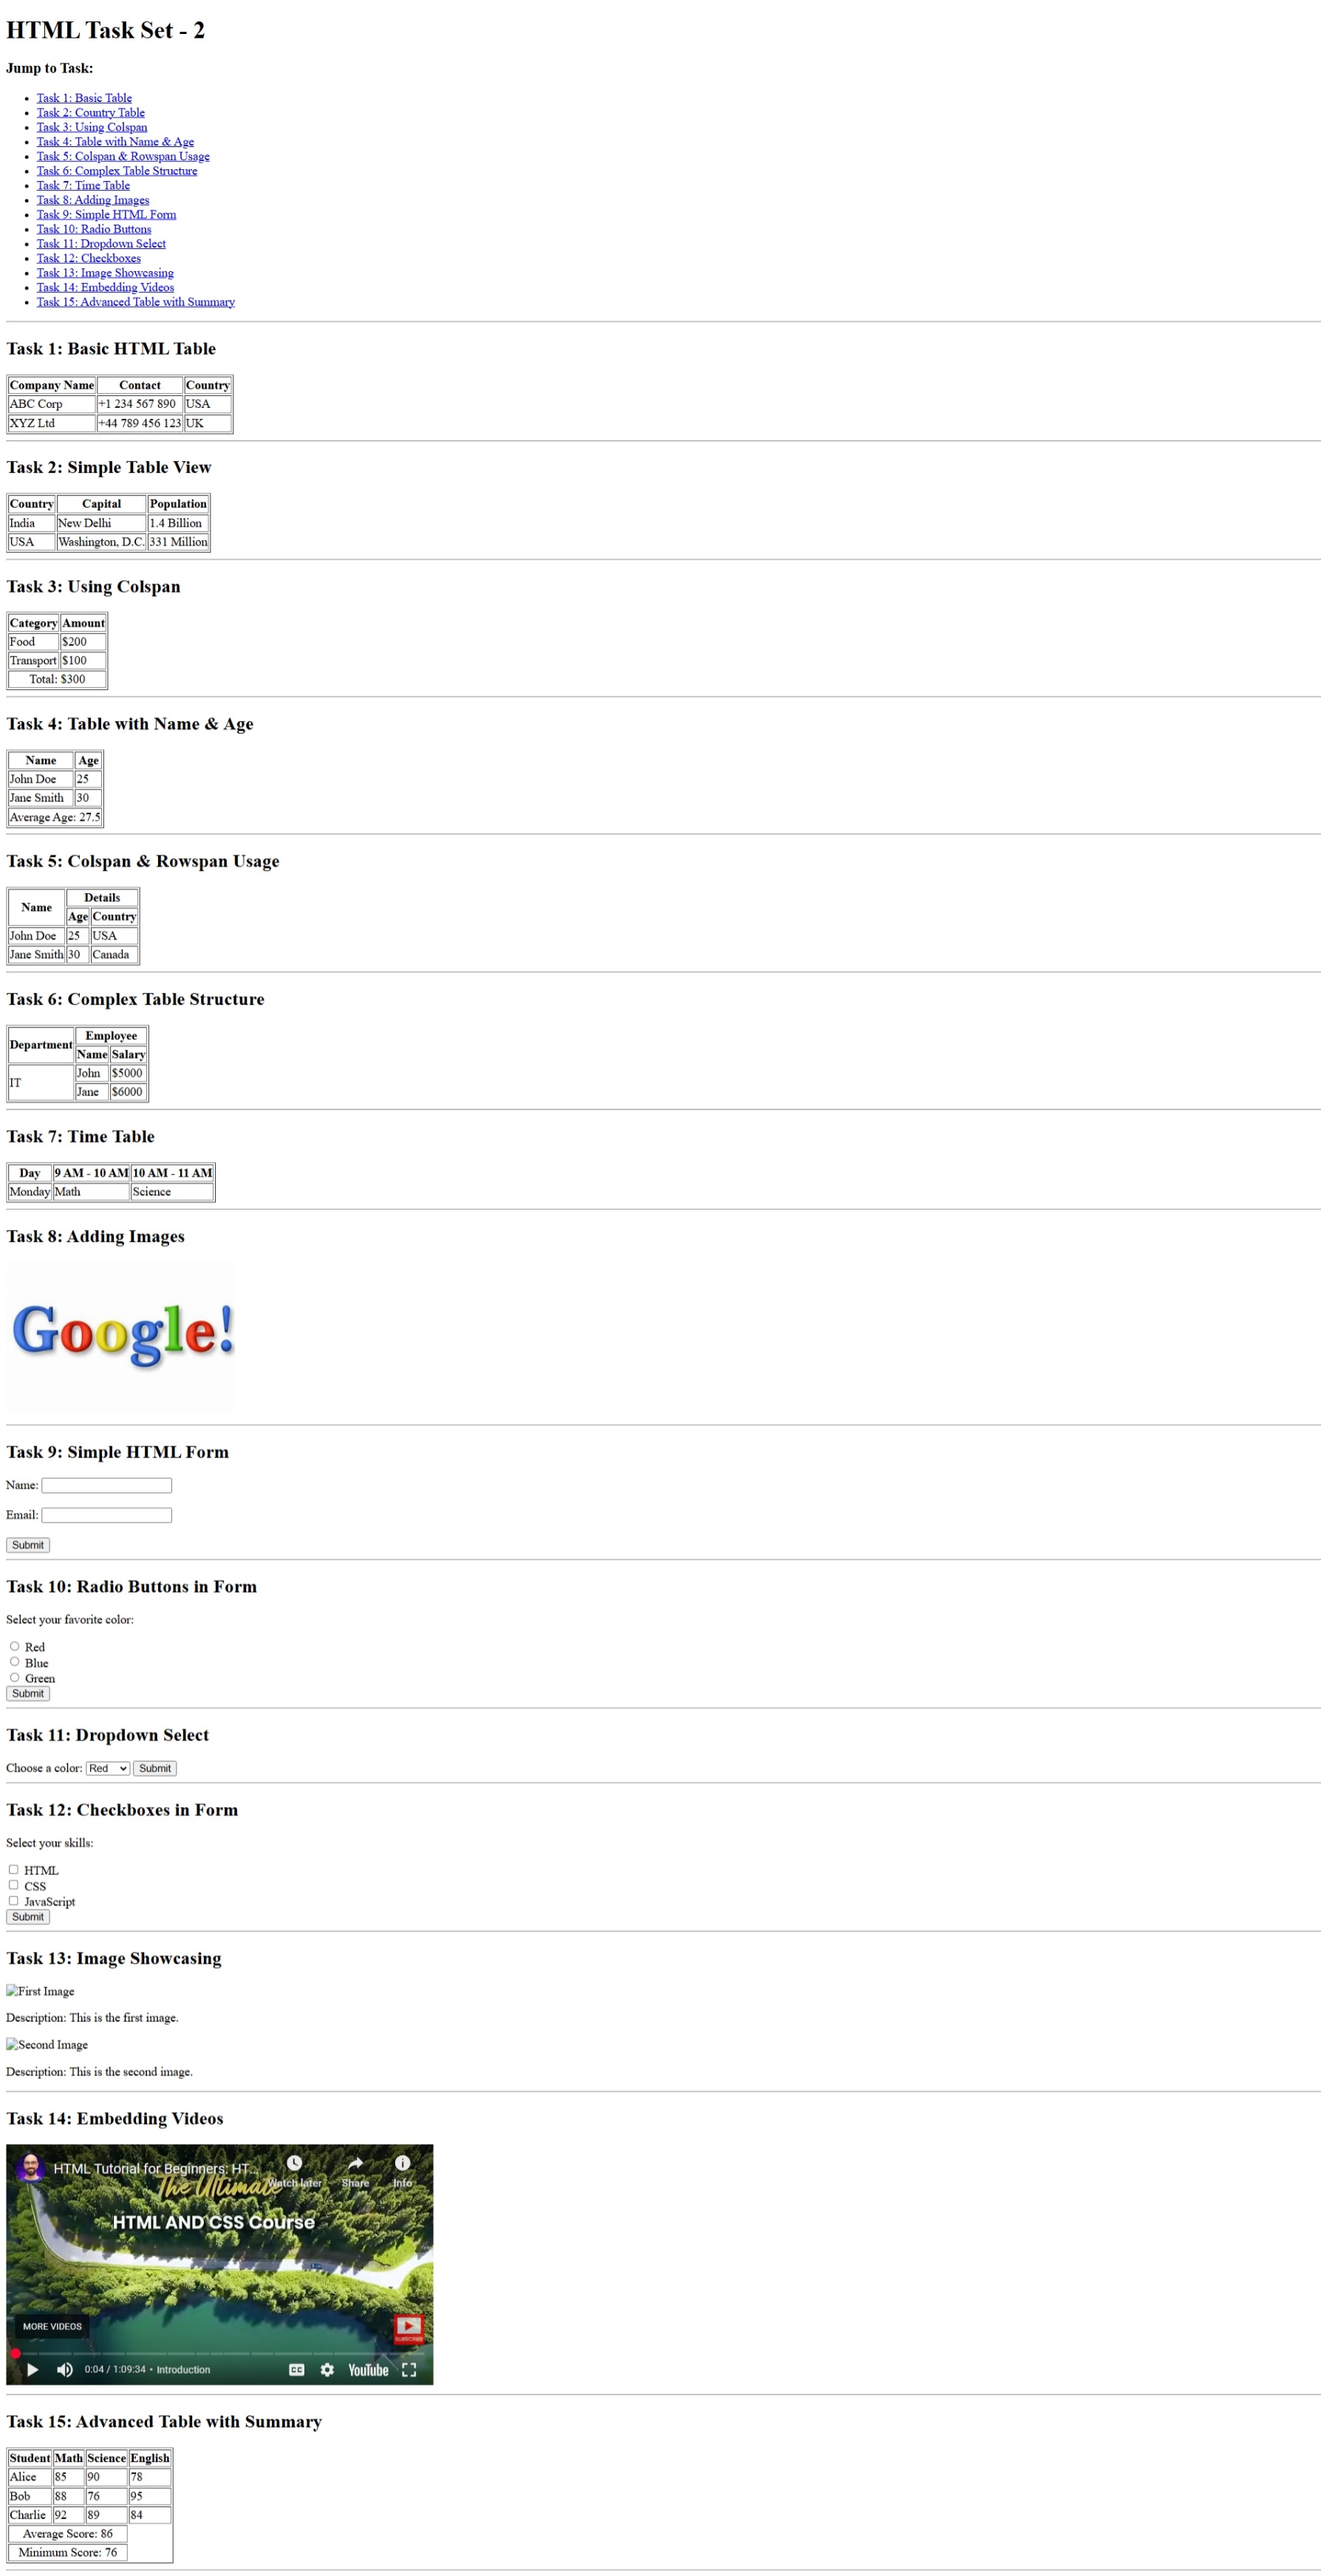 HTML Task Set - 2
Jump to Task:
Task 1: Basic Table
Task 2: Country Table
Task 3: Using Colspan
Task 4: Table with Name & Age
Task 5: Colspan & Rowspan Usage
Task 6: Complex Table Structure
Task 7: Time Table
Task 8: Adding Images
Task 9: Simple HTML Form
Task 10: Radio Buttons
Task 11: Dropdown Select
Task 12: Checkboxes
Task 13: Image Showcasing
Task 14: Embedding Videos
Task 15: Advanced Table with Summary
Task 1: Basic HTML Table
Company Name Contact Country
ABC Corp +1 234 567 890 USA
XYZ Ltd +44 789 456 123 UK
Task 2: Simple Table View
Country Capital Population
India New Delhi 1.4 Billion
USA Washington, D.C. 331 Million
Task 3: Using Colspan
Category Amount
Food $200
Transport $100
Total: $300
Task 4: Table with Name & Age
Name Age
John Doe 25
Jane Smith 30
Average Age: 27.5
Task 5: Colspan & Rowspan Usage
Name Details
Age Country
John Doe 25 USA
Jane Smith 30 Canada
Task 6: Complex Table Structure
Department Employee
Name Salary
IT John $5000
Jane $6000
Task 7: Time Table
Day 9 AM - 10 AM 10 AM - 11 AM
Monday Math Science
Task 8: Adding Images
Google!
Task 9: Simple HTML Form
Name:
Email:
Submit
Task 10: Radio Buttons in Form
Select your favorite color:
Red
Blue
Green
Submit
Task 11: Dropdown Select
Choose a color: Red Submit
Task 12: Checkboxes in Form
Select your skills:
HTML
CSS
JavaScript
Submit
Task 13: Image Showcasing
First Image
Description: This is the first image.
Second Image
Description: This is the second image.
Task 14: Embedding Videos
HTML Tutorial for Beginners: HT...
Watch later Share Info
The Ultimate
HTML AND CSS Course
MORE VIDEOS
SUBSCRIBE
0:04 / 1:09:34 • Introduction CC YouTube
Task 15: Advanced Table with Summary
Student Math Science English
Alice 85 90 78
Bob 88 76 95
Charlie 92 89 84
Average Score: 86
Minimum Score: 76